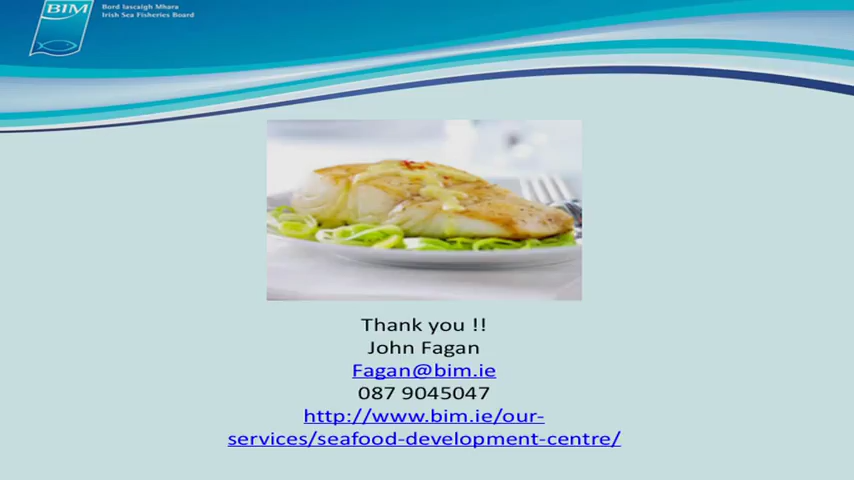 BIM
Bord Iascaigh Mhara
Irish Sea Fisheries Board
Thank you !!
John Fagan
Fagan@bim.ie
087 9045047
http://www.bim.ie/our-
services/seafood-development-centre/